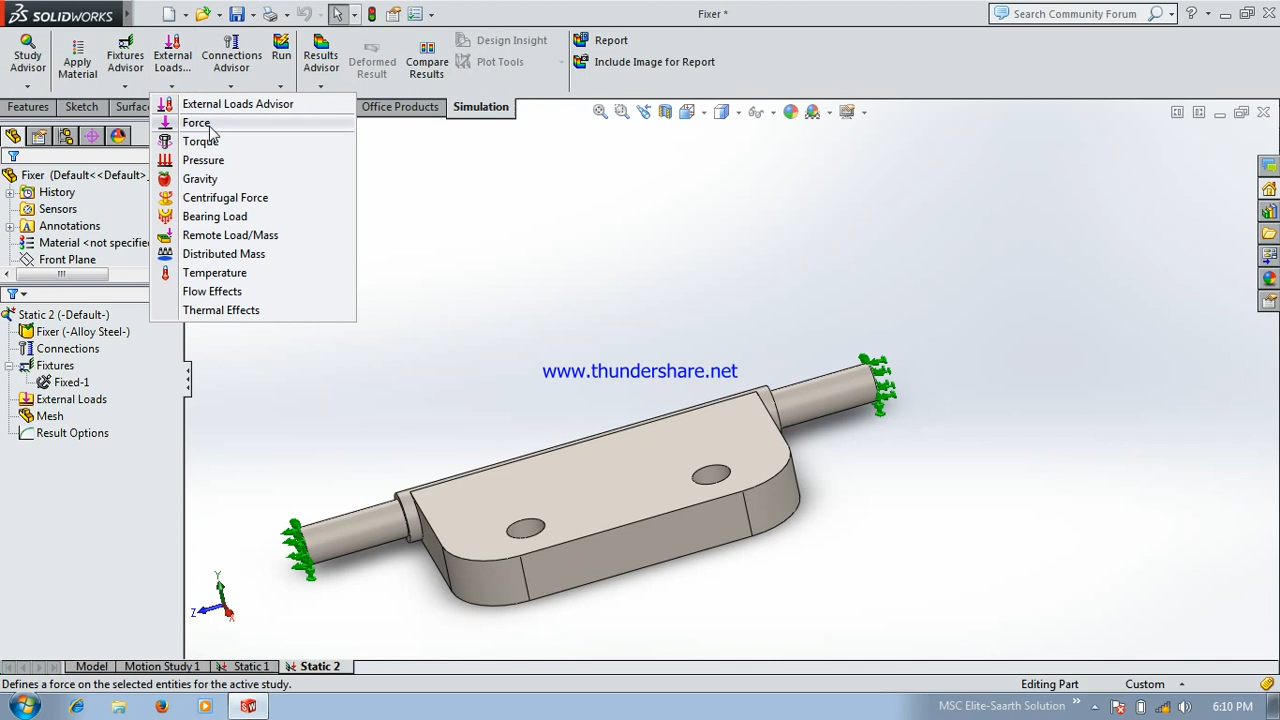 SOLIDWORKS
Fixer *
Search Community Forum
Study Advisor
Apply Material
Fixtures Advisor
External Loads...
Connections Advisor
Run
Results Advisor
Deformed Result
Compare Results
Design Insight
Plot Tools
Report
Include Image for Report
Features
Sketch
Surfac
Office Products
Simulation
External Loads Advisor
Force
Torque
Pressure
Gravity
Centrifugal Force
Bearing Load
Remote Load/Mass
Distributed Mass
Temperature
Flow Effects
Thermal Effects
Fixer (Default<<Default>_
History
Sensors
Annotations
Material <not specifie
Front Plane
Static 2 (-Default-)
Fixer (-Alloy Steel-)
Connections
Fixtures
Fixed-1
External Loads
Mesh
Result Options
www.thundershare.net
Y
Z
X
Model
Motion Study 1
Static 1
Static 2
Defines a force on the selected entities for the active study.
Editing Part
Custom
MSC Elite-Saarth Solution
6:10 PM